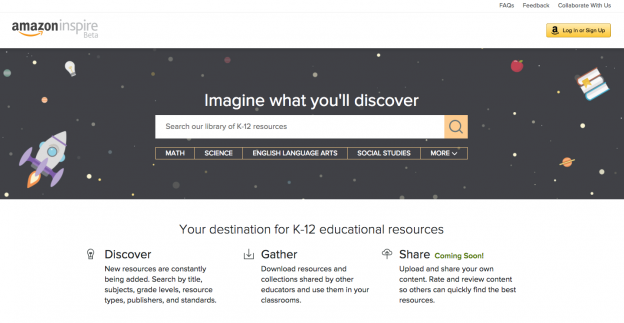 FAQs Feedback Collaborate With Us
amazon inspire
Beta
Log In or Sign Up
Imagine what you'll discover
Search our library of K-12 resources
MATH SCIENCE ENGLISH LANGUAGE ARTS SOCIAL STUDIES MORE
Your destination for K-12 educational resources
Discover
New resources are constantly
being added. Search by title,
subjects, grade levels, resource
types, publishers, and standards.
Gather
Download resources and
collections shared by other
educators and use them in your
classrooms.
Share Coming Soon!
Upload and share your own
content. Rate and review content
so others can quickly find the best
resources.